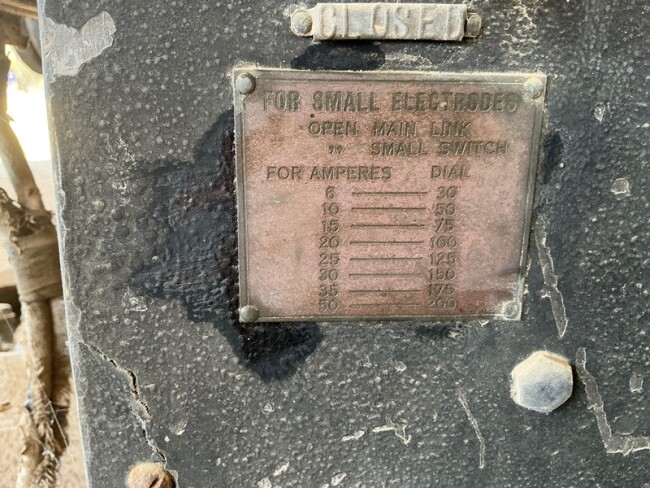 CLOSED
FOR SMALL ELECTRODES
OPEN MAIN LINK
" SMALL SWITCH
FOR AMPERES DIAL
6 30
10 50
15 75
20 100
25 125
30 150
35 175
50 200